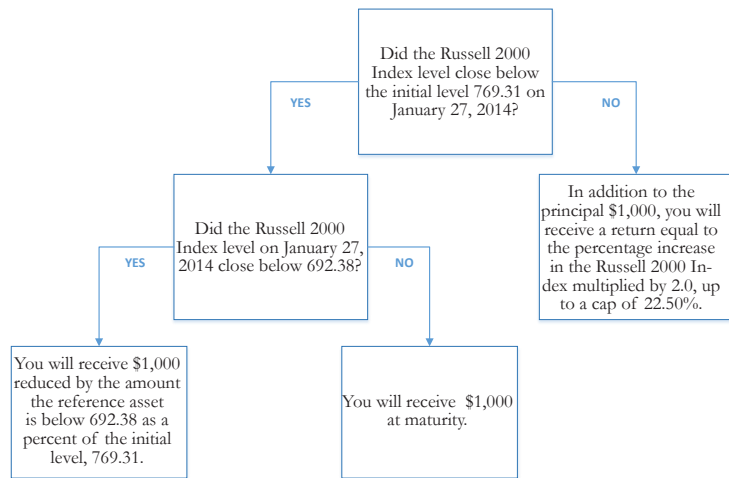 Did the Russell 2000
Index level close below
the initial level 769.31 on
January 27, 2014?
YES
NO
Did the Russell 2000
Index level on January 27,
2014 close below 692.38?
In addition to the
principal $1,000, you will
receive a return equal to
the percentage increase
in the Russell 2000 In-
dex multiplied by 2.0, up
to a cap of 22.50%.
YES
NO
You will receive $1,000
reduced by the amount
the reference asset
is below 692.38 as a
percent of the initial
level, 769.31.
You will receive $1,000
at maturity.